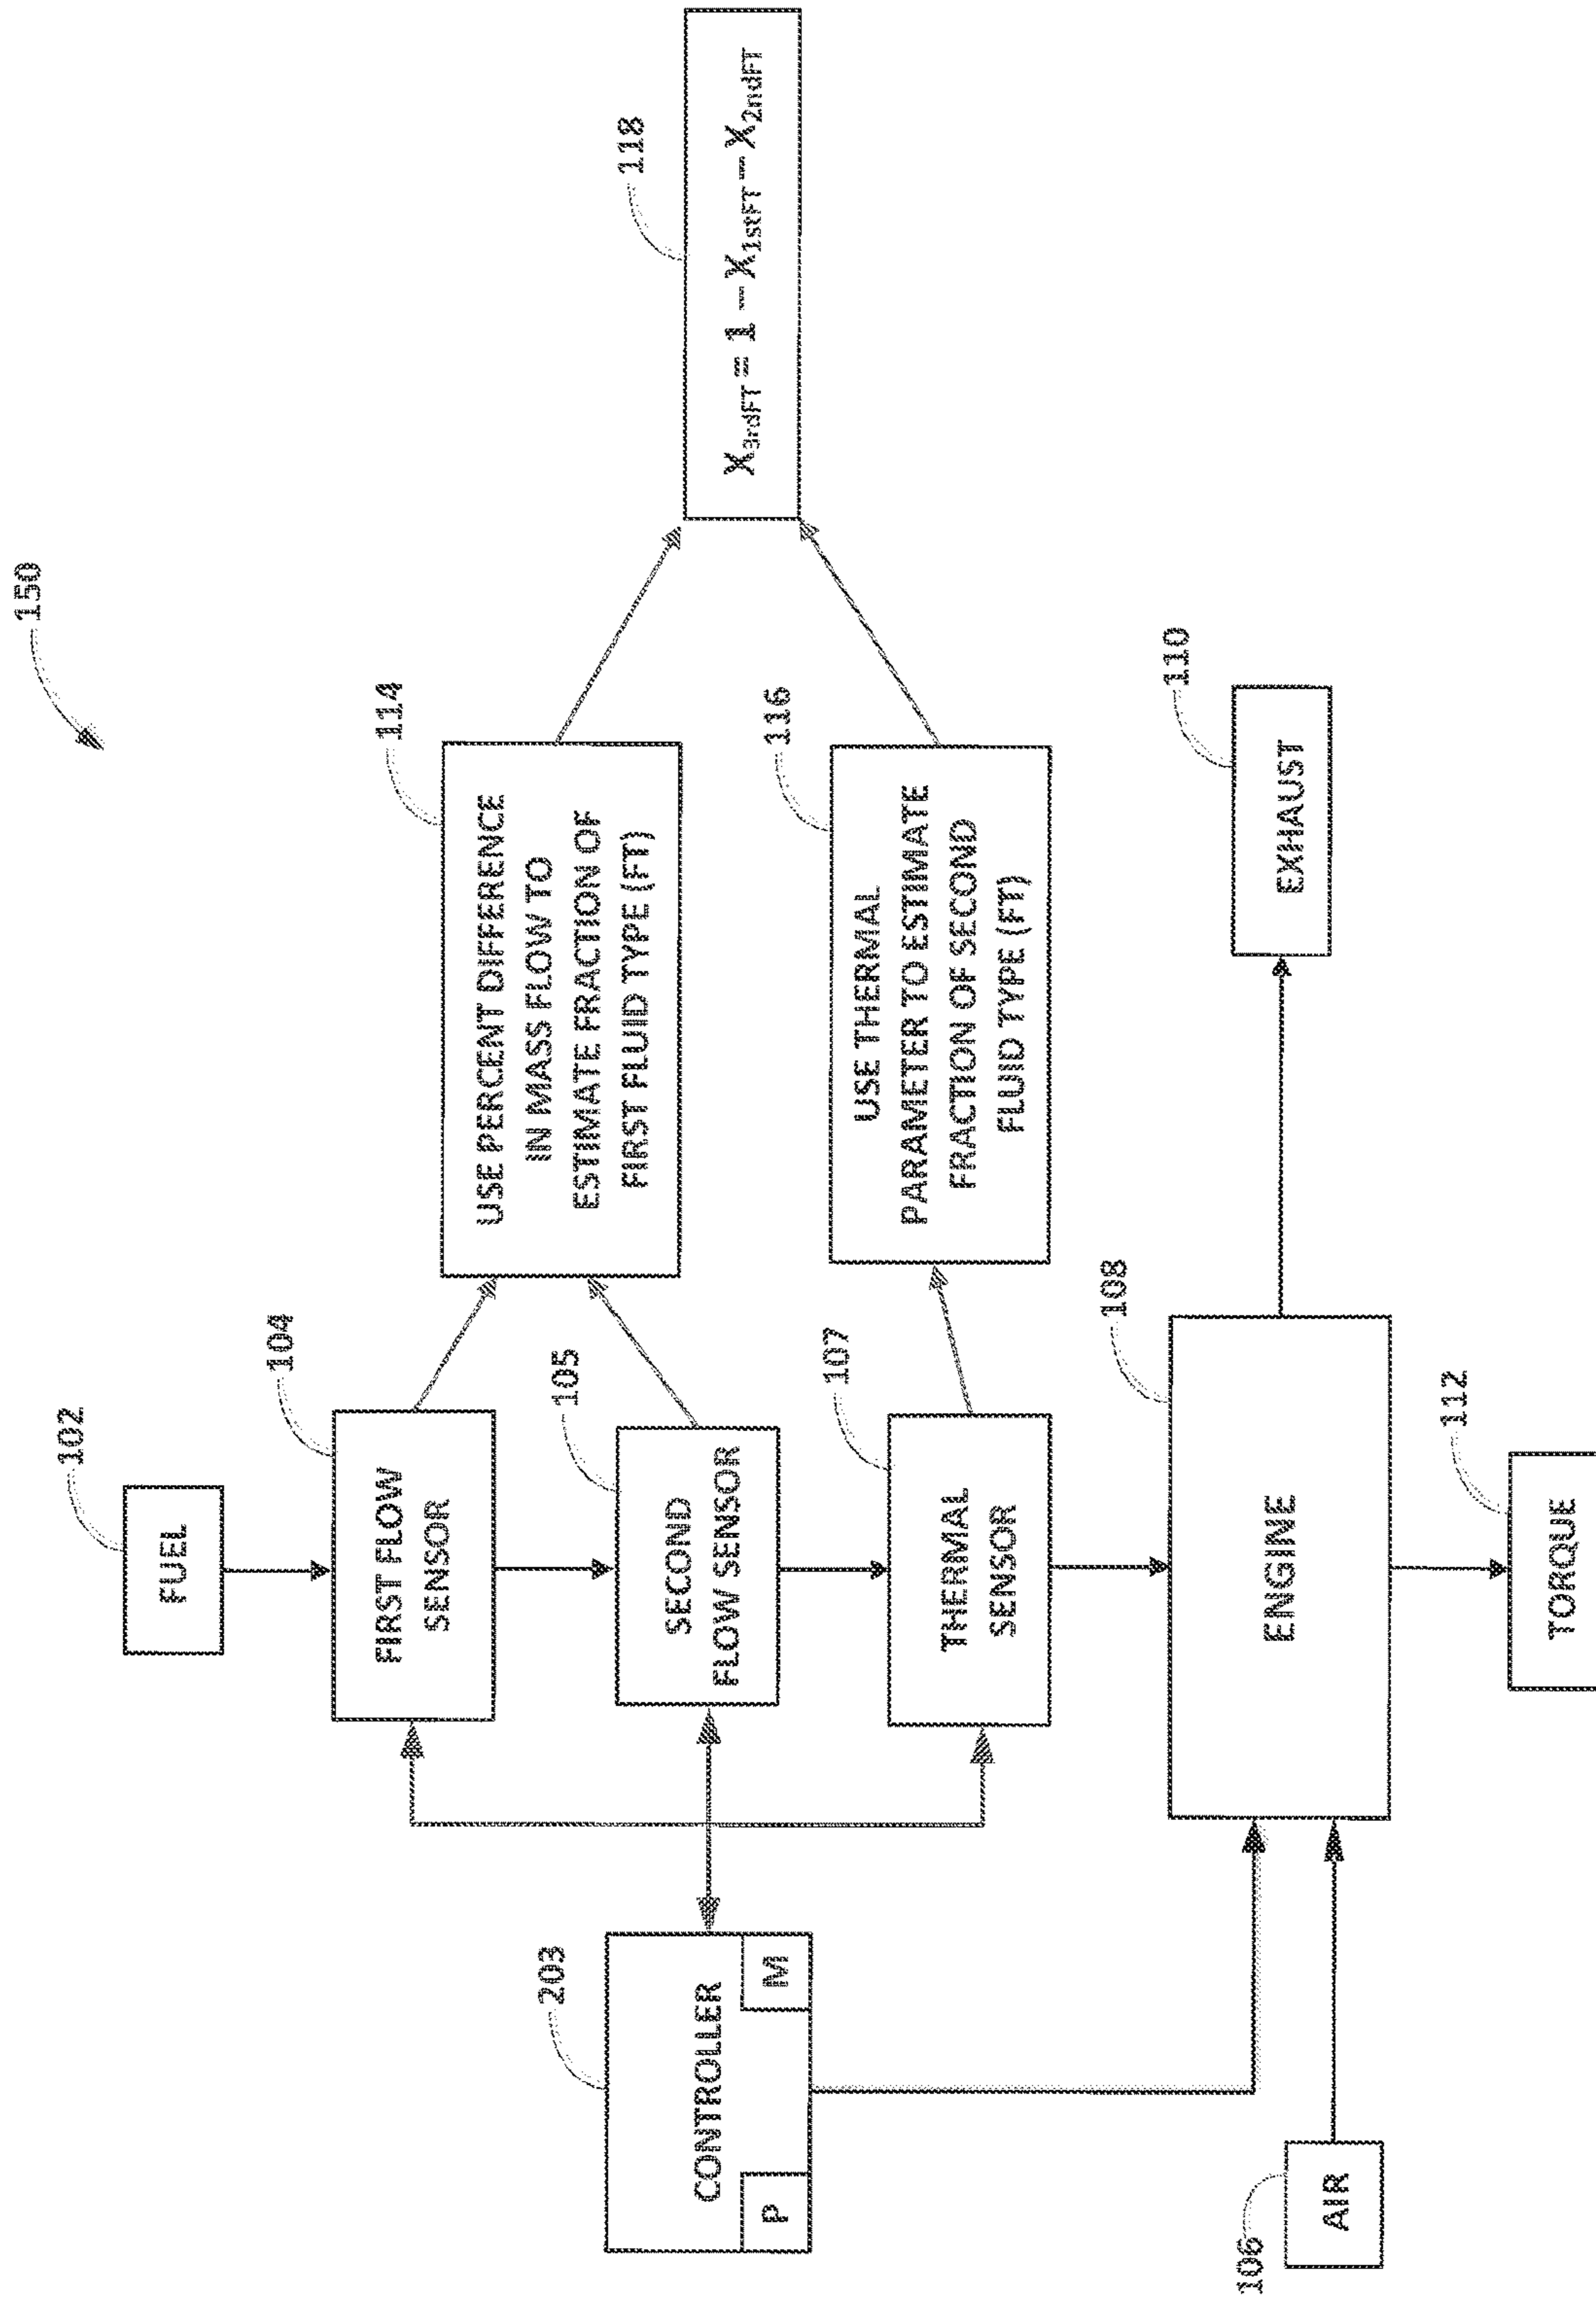 150
102
FUEL
104
FIRST FLOW
SENSOR
114
USE PERCENT DIFFERENCE
IN MASS FLOW TO
ESTIMATE FRACTION OF
FIRST FLUID TYPE (FT)
118
X3rdFT = 1 − X1stFT − X2ndFT
203
CONTROLLER
P
M
105
SECOND
FLOW SENSOR
107
THERMAL
SENSOR
116
USE THERMAL
PARAMETER TO ESTIMATE
FRACTION OF SECOND
FLUID TYPE (FT)
106
AIR
108
ENGINE
110
EXHAUST
112
TORQUE